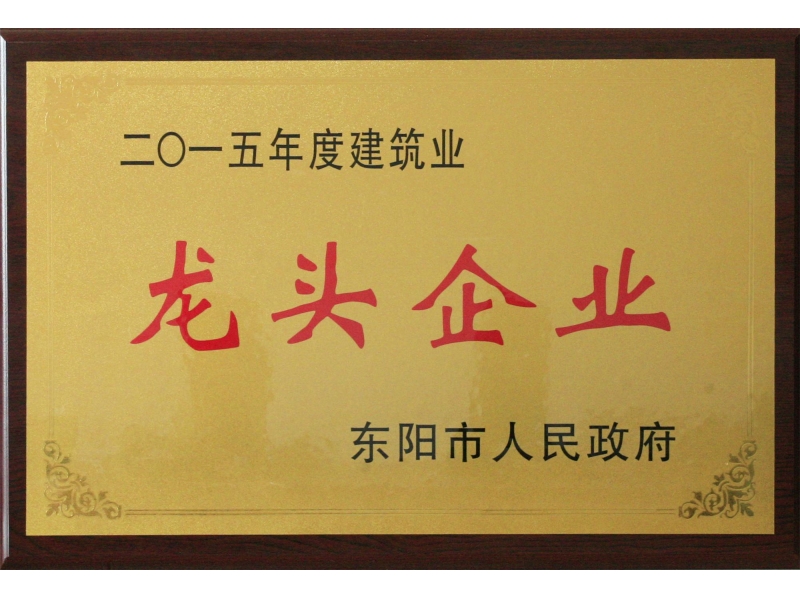 二〇一五年度建筑业
龙头企业
东阳市人民政府